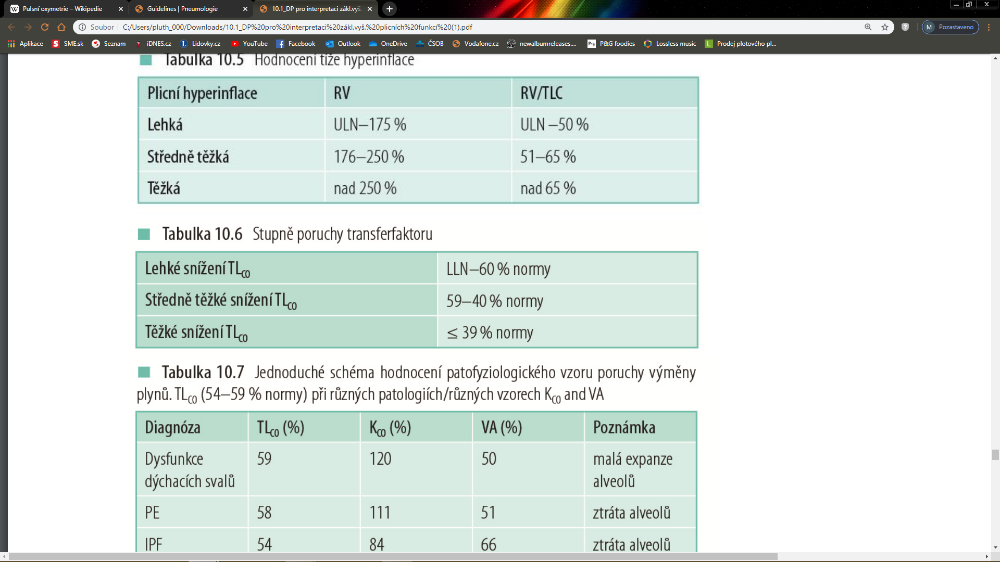 Pulsní oxymetrie – Wikipedie
Guidelines | Pneumologie
10.1_DP pro interpretaci zákl.vyš.
Soubor
C:/Users/pluth_000/Downloads/10.1_DP%20pro%20interpretaci%20zákl.vyš.%20plicních%20funkcí%20(1).pdf
M Pozastaveno
Aplikace
SME.sk
Seznam
iDNES.cz
Lidovky.cz
YouTube
Facebook
Outlook
OneDrive
ČSOB
Vodafone.cz
newalbumreleases....
P&G foodies
Lossless music
Prodej plotového pl...
Tabulka 10.5 Hodnocení tíže hyperinflace
Plicní hyperinflace RV RV/TLC
Lehká ULN–175 % ULN –50 %
Středně těžká 176–250 % 51–65 %
Těžká nad 250 % nad 65 %
Tabulka 10.6 Stupně poruchy transferfaktoru
Lehké snížení TLCO LLN–60 % normy
Středně těžké snížení TLCO 59–40 % normy
Těžké snížení TLCO ≤ 39 % normy
Tabulka 10.7 Jednoduché schéma hodnocení patofyziologického vzoru poruchy výměny
plynů. TLCO (54–59 % normy) při různých patologiích/různých vzorech KCO and VA
Diagnóza TLCO (%) KCO (%) VA (%) Poznámka
Dysfunkce 59 120 50 malá expanze
dýchacích svalů alveolů
PE 58 111 51 ztráta alveolů
IPF 54 84 66 ztráta alveolů